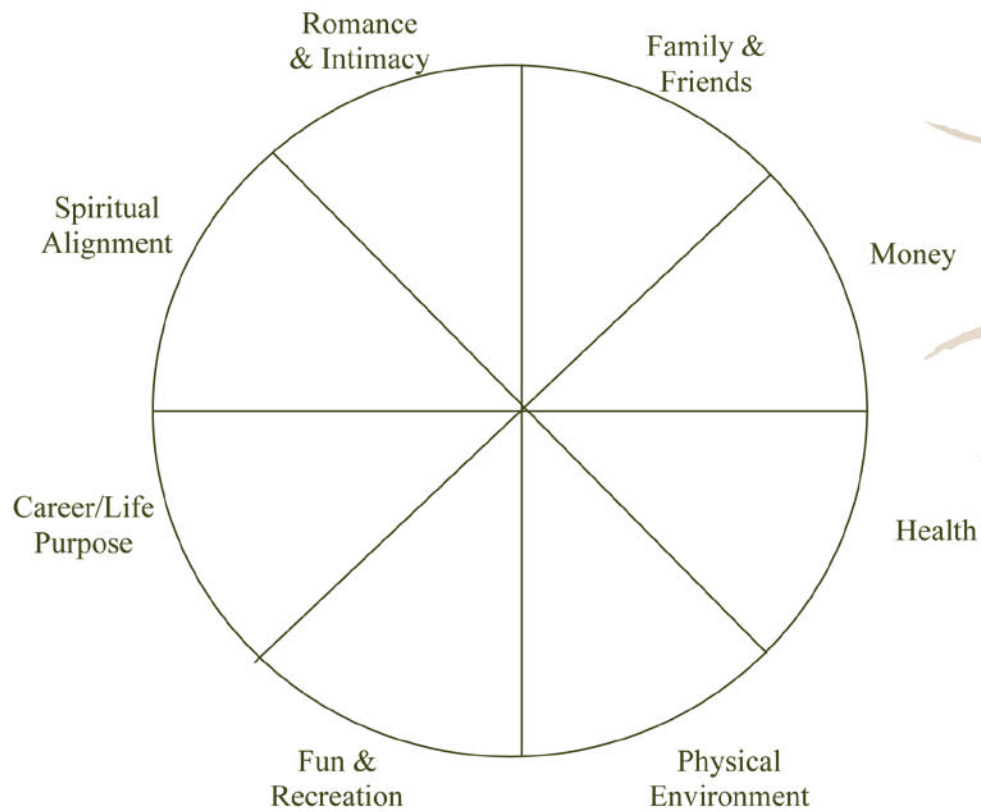 Romance
& Intimacy
Family &
Friends
Spiritual
Alignment
Money
Career/Life
Purpose
Health
Fun &
Recreation
Physical
Environment